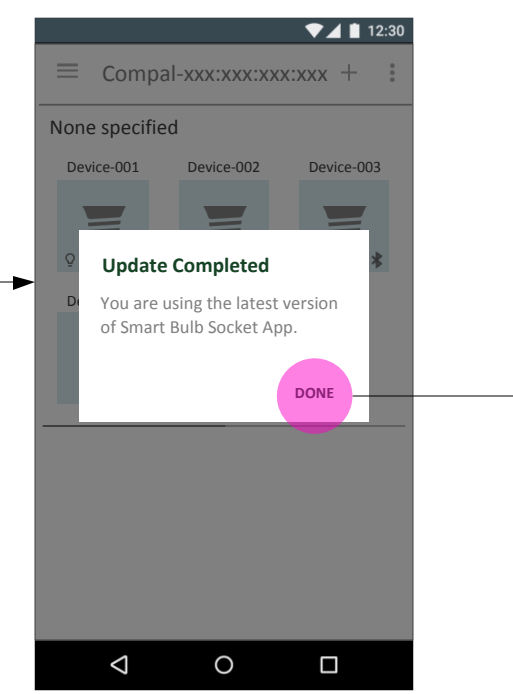 12:30
Compal-xxx:xxx:xxx:xxx
None specified
Device-001 Device-002 Device-003
Update Completed
You are using the latest version
of Smart Bulb Socket App.
DONE